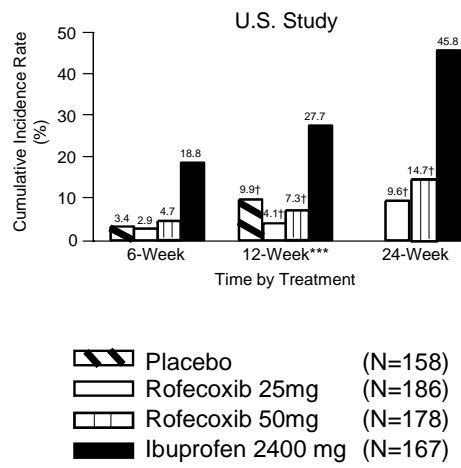 U.S. Study
Cumulative Incidence Rate
(%)
50
40
30
20
10
0
3.4
2.9
4.7
18.8
9.9†
4.1†
7.3†
27.7
9.6†
14.7†
45.8
6-Week
12-Week***
24-Week
Time by Treatment
Placebo (N=158)
Rofecoxib 25mg (N=186)
Rofecoxib 50mg (N=178)
Ibuprofen 2400 mg (N=167)